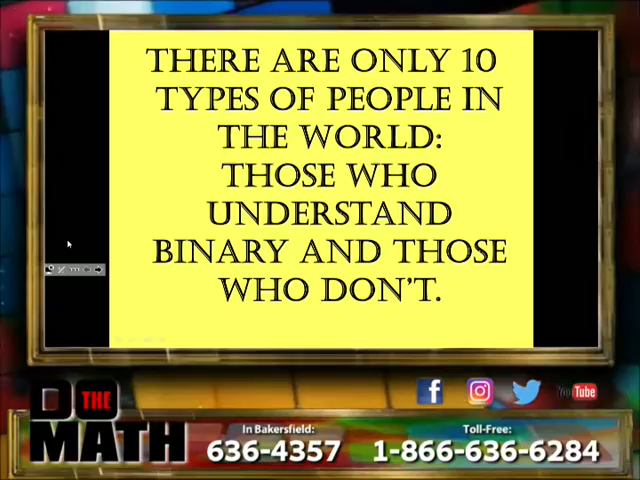 THERE ARE ONLY 10
TYPES OF PEOPLE IN
THE WORLD:
THOSE WHO
UNDERSTAND
BINARY AND THOSE
WHO DON'T.
DO THE
MATH
YouTube
In Bakersfield:
636-4357
Toll-Free:
1-866-636-6284